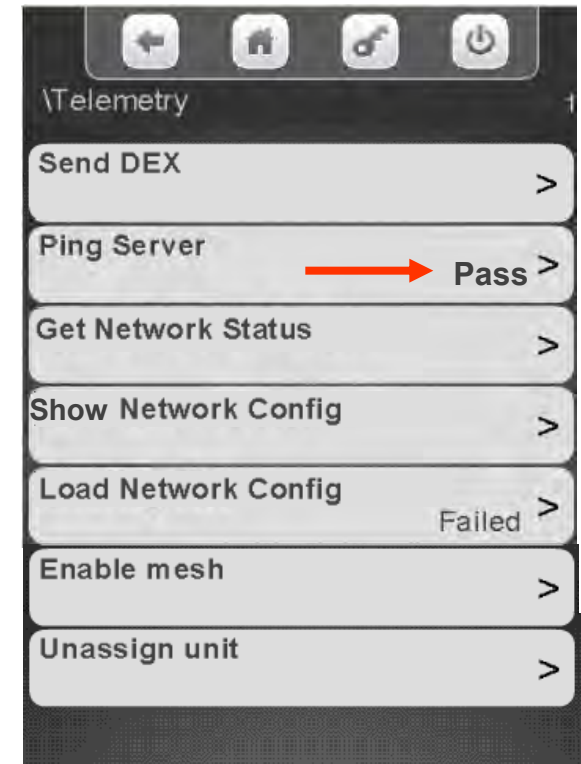 \Telemetry 1
Send DEX
>
Ping Server
Pass >
Get Network Status
>
Show Network Config
>
Load Network Config
Failed >
Enable mesh
>
Unassign unit
>